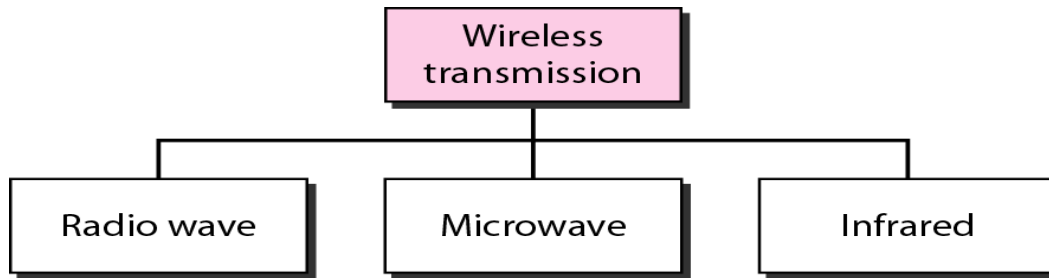 Wireless
transmission
Radio wave
Microwave
Infrared